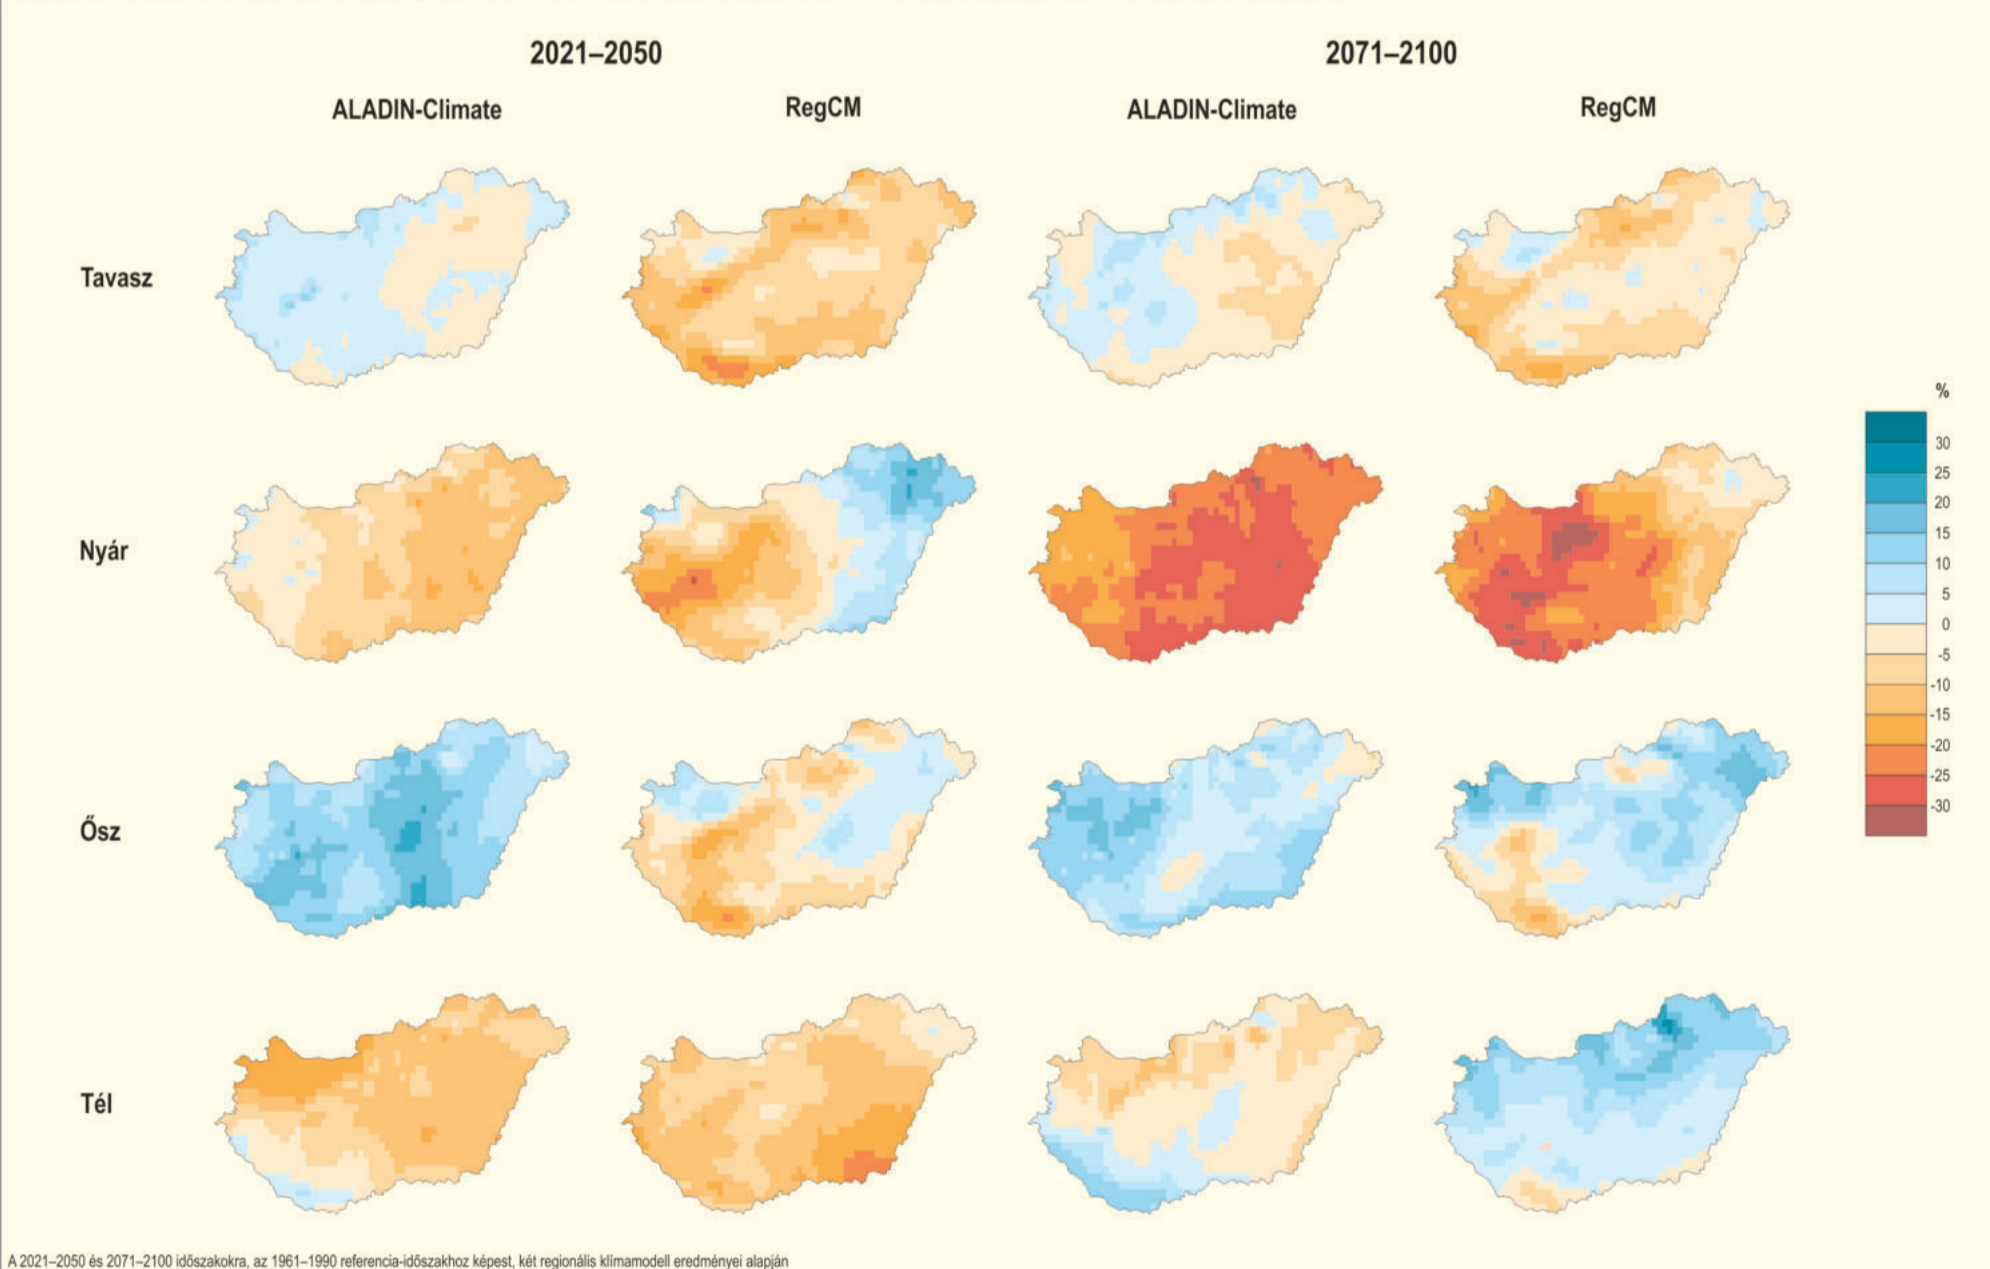 2021–2050
2071–2100
ALADIN-Climate
RegCM
ALADIN-Climate
RegCM
Tavasz
Nyár
Ősz
Tél
%
30
25
20
15
10
5
0
-5
-10
-15
-20
-25
-30
A 2021–2050 és 2071–2100 időszakokra, az 1961–1990 referencia-időszakhoz képest, két regionális klímamodell eredményei alapján